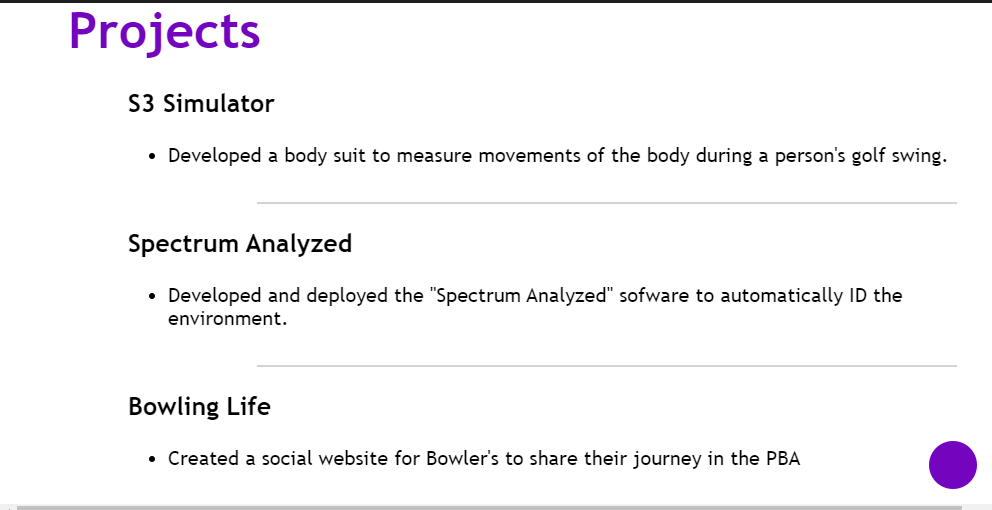 Projects
S3 Simulator
• Developed a body suit to measure movements of the body during a person's golf swing.
Spectrum Analyzed
• Developed and deployed the "Spectrum Analyzed" sofware to automatically ID the
environment.
Bowling Life
• Created a social website for Bowler's to share their journey in the PBA